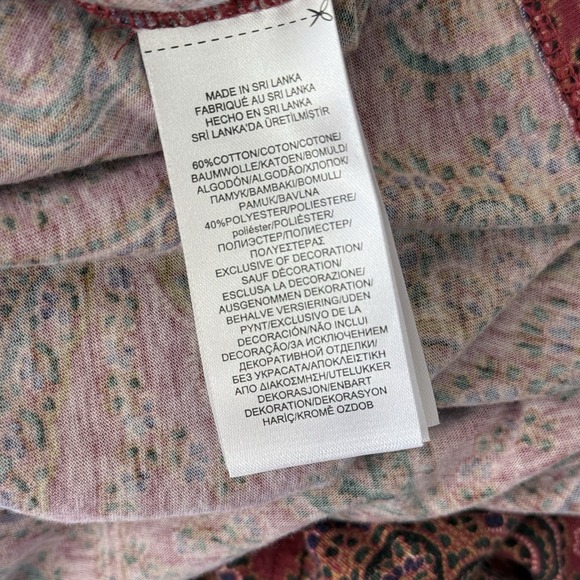 MADE IN SRI LANKA
FABRIQUÉ AU SRI LANKA
HECHO EN SRI LANKA
SRİ LANKA'DA ÜRETİLMİŞTİR
60%COTTON/COTON/COTONE/
BAUMWOLLE/KATOEN/BOMULD/
ALGODÓN/ALGODÃO/ХЛОПОК/
ПАМУК/ΒΑΜΒΑΚΙ/BOMULL/
PAMUK/BAVLNA
40%POLYESTER/POLIESTERE/
poliéster/POLIÉSTER/
ПОЛИЭСТЕР/ПОЛИЕСТЕР/
ΠΟΛΥΕΣΤΕΡΑΣ
EXCLUSIVE OF DECORATION/
SAUF DÉCORATION/
ESCLUSA LA DECORAZIONE/
AUSGENOMMEN DEKORATION/
BEHALVE VERSIERING/UDEN
PYNT/EXCLUSIVO DE LA
DECORACIÓN/NÃO INCLUI
DECORAÇÃO/ЗА ИСКЛЮЧЕНИЕМ
ДЕКОРАТИВНОЙ ОТДЕЛКИ/
БЕЗ УКРАСАТА/ΑΠΟΚΛΕΙΣΤΙΚΗ
ΑΠΟ ΔΙΑΚΟΣΜΗΣΗ/UTELUKKER
DEKORASJON/ENBART
DEKORATION/DEKORASYON
HARİÇ/KROMĚ OZDOB